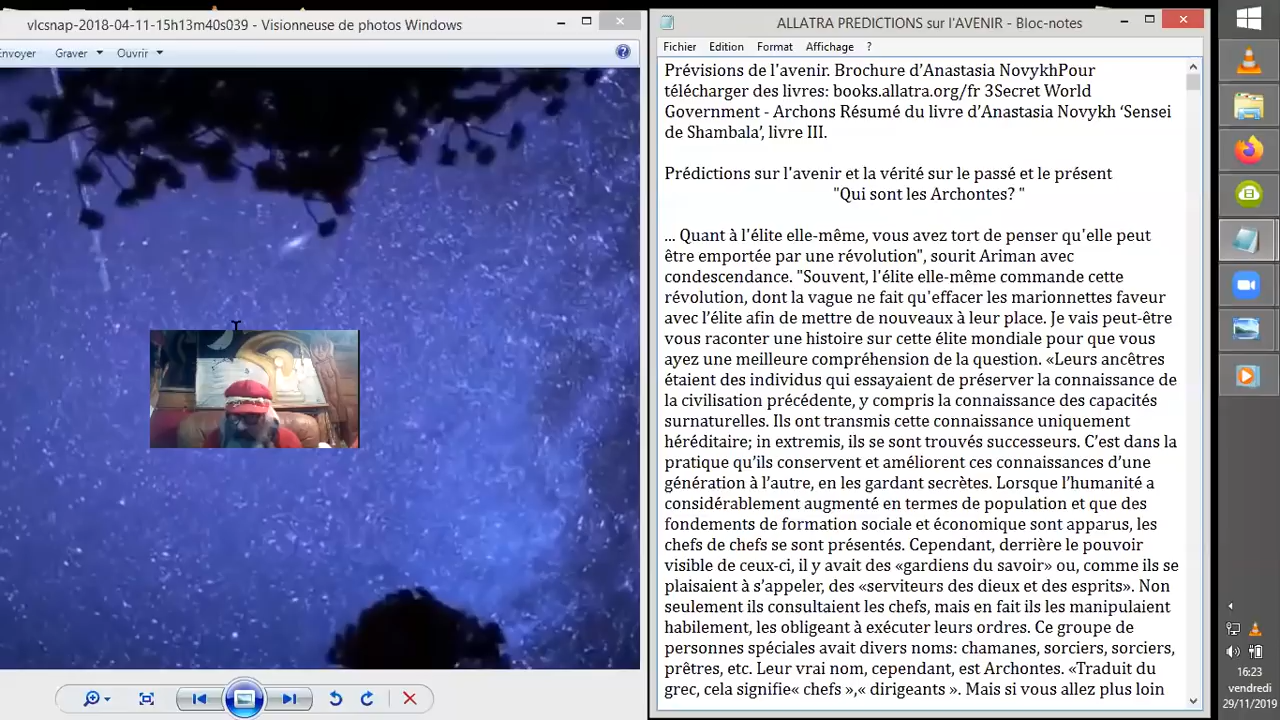 vlcsnap-2018-04-11-15h13m40s039 - Visionneuse de photos Windows
Envoyer Graver Ouvrir
ALLATRA PREDICTIONS sur l'AVENIR - Bloc-notes
Fichier Edition Format Affichage ?
Prévisions de l'avenir. Brochure d’Anastasia NovykhPour
télécharger des livres: books.allatra.org/fr 3Secret World
Government - Archons Résumé du livre d’Anastasia Novykh ‘Sensei
de Shambala’, livre III.
Prédictions sur l'avenir et la vérité sur le passé et le présent
"Qui sont les Archontes? "
... Quant à l'élite elle-même, vous avez tort de penser qu'elle peut
être emportée par une révolution", sourit Ariman avec
condescendance. "Souvent, l'élite elle-même commande cette
révolution, dont la vague ne fait qu'effacer les marionnettes faveur
avec l’élite afin de mettre de nouveaux à leur place. Je vais peut-être
vous raconter une histoire sur cette élite mondiale pour que vous
ayez une meilleure compréhension de la question. «Leurs ancêtres
étaient des individus qui essayaient de préserver la connaissance de
la civilisation précédente, y compris la connaissance des capacités
surnaturelles. Ils ont transmis cette connaissance uniquement
héréditaire; in extremis, ils se sont trouvés successeurs. C’est dans la
pratique qu’ils conservent et améliorent ces connaissances d’une
génération à l’autre, en les gardant secrètes. Lorsque l’humanité a
considérablement augmenté en termes de population et que des
fondements de formation sociale et économique sont apparus, les
chefs de chefs se sont présentés. Cependant, derrière le pouvoir
visible de ceux-ci, il y avait des «gardiens du savoir» ou, comme ils se
plaisaient à s’appeler, des «serviteurs des dieux et des esprits». Non
seulement ils consultaient les chefs, mais en fait ils les manipulaient
habilement, les obligeant à exécuter leurs ordres. Ce groupe de
personnes spéciales avait divers noms: chamanes, sorciers, sorciers,
prêtres, etc. Leur vrai nom, cependant, est Archontes. «Traduit du
grec, cela signifie« chefs »,« dirigeants ». Mais si vous allez plus loin
16:23
vendredi
29/11/2019